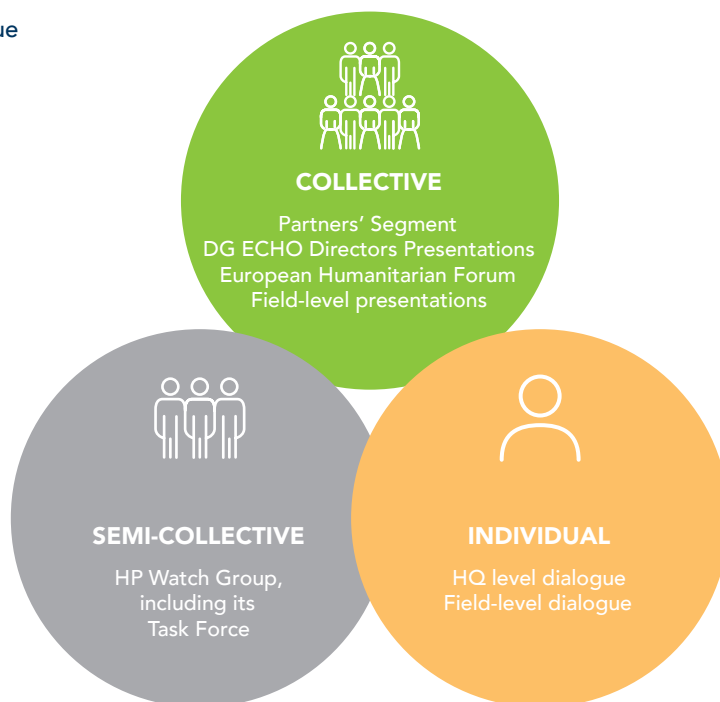 COLLECTIVE
Partners' Segment
DG ECHO Directors Presentations
European Humanitarian Forum
Field-level presentations
SEMI-COLLECTIVE
HP Watch Group,
including its
Task Force
INDIVIDUAL
HQ level dialogue
Field-level dialogue